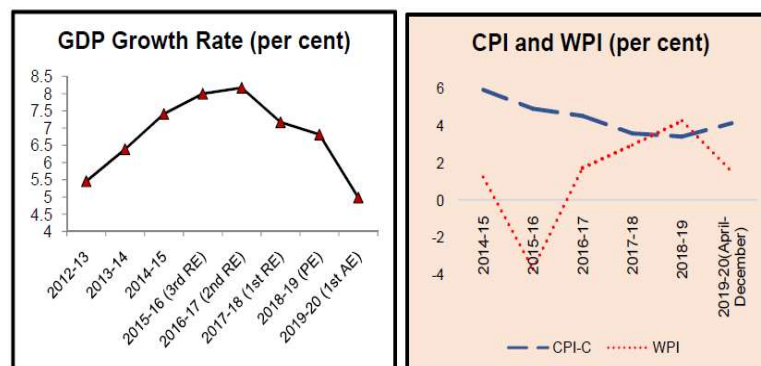 GDP Growth Rate (per cent)
8.5
8
7.5
7
6.5
6
5.5
5
4.5
4
2012-13
2013-14
2014-15
2015-16 (3rd RE)
2016-17 (2nd RE)
2017-18 (1st RE)
2018-19 (PE)
2019-20 (1st AE)
CPI and WPI (per cent)
6
4
2
0
-2
-4
2014-15
2015-16
2016-17
2017-18
2018-19
2019-20(April-
December)
CPI-C
WPI